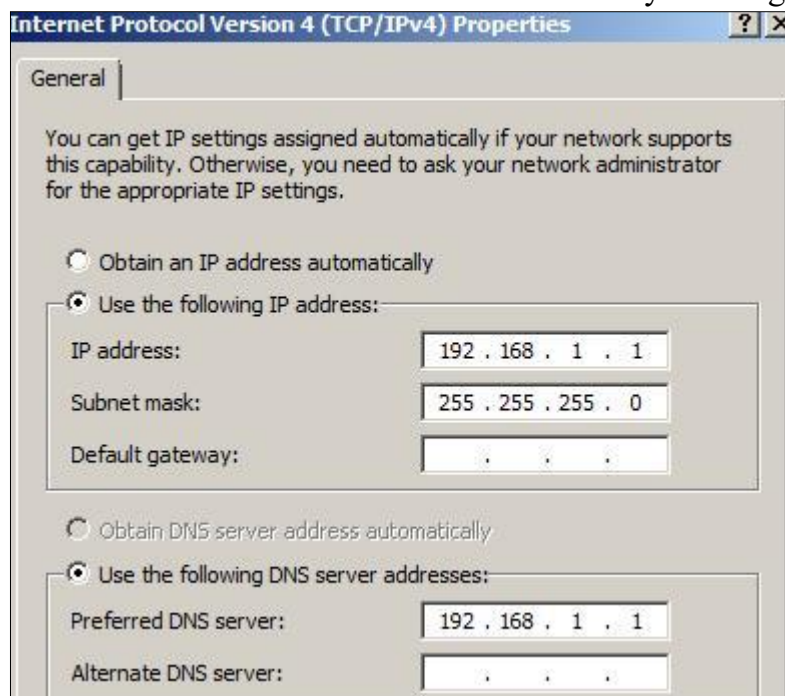 Internet Protocol Version 4 (TCP/IPv4) Properties
General
You can get IP settings assigned automatically if your network supports
this capability. Otherwise, you need to ask your network administrator
for the appropriate IP settings.
Obtain an IP address automatically
Use the following IP address:
IP address: 192 . 168 . 1 . 1
Subnet mask: 255 . 255 . 255 . 0
Default gateway: . . .
Obtain DNS server address automatically
Use the following DNS server addresses:
Preferred DNS server: 192 . 168 . 1 . 1
Alternate DNS server: . . .